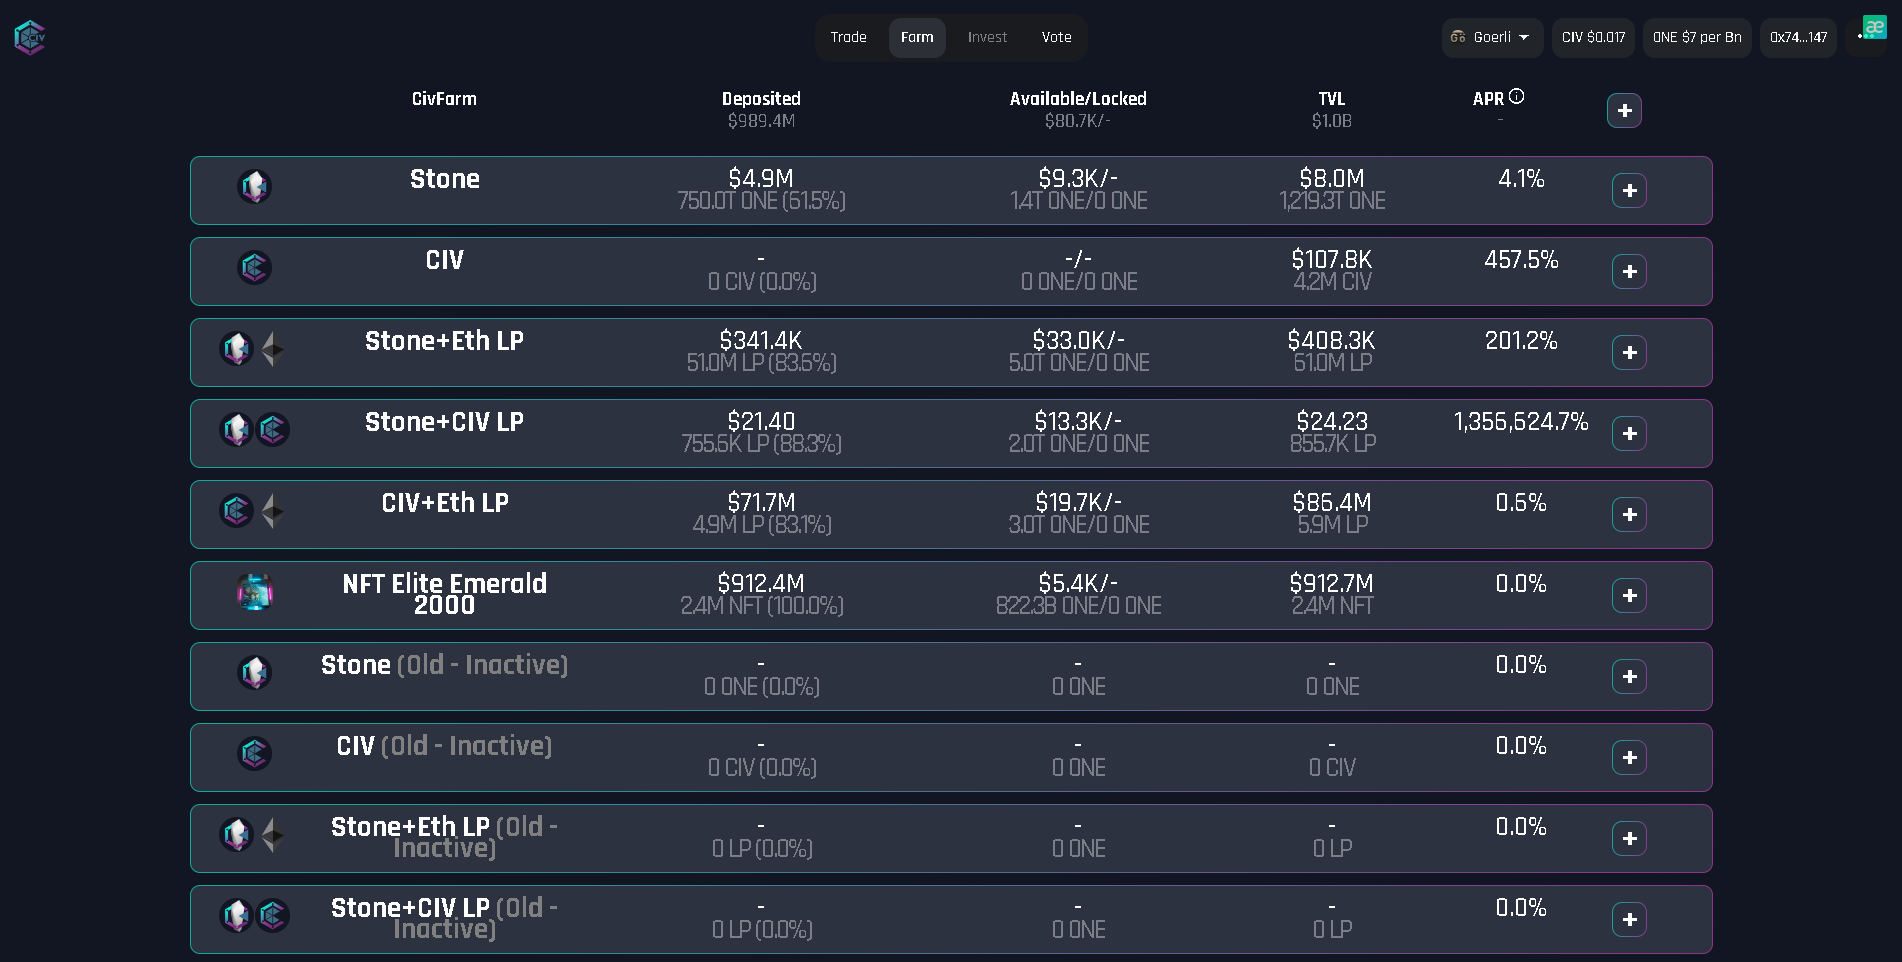 CIV
Trade Farm Invest Vote
Goerli CIV $0.017 ONE $7 per Bn 0x74...147 æ
CivFarm Deposited Available/Locked TVL APR
$989.4M $80.7K/- $1.0B -
Stone $4.9M $9.3K/- $8.0M 4.1%
750.0T ONE (61.5%) 1.4T ONE/0 ONE 1,219.3T ONE
CIV - -/- $107.8K 457.5%
0 CIV (0.0%) 0 ONE/0 ONE 4.2M CIV
Stone+Eth LP $341.4K $33.0K/- $408.3K 201.2%
51.0M LP (83.6%) 5.0T ONE/0 ONE 61.0M LP
Stone+CIV LP $21.40 $13.3K/- $24.23 1,356,624.7%
755.6K LP (88.3%) 2.0T ONE/0 ONE 855.7K LP
CIV+Eth LP $71.7M $19.7K/- $86.4M 0.6%
4.9M LP (83.1%) 3.0T ONE/0 ONE 5.9M LP
NFT Elite Emerald $912.4M $5.4K/- $912.7M 0.0%
2000 2.4M NFT (100.0%) 822.3B ONE/0 ONE 2.4M NFT
Stone (Old - Inactive) - - - 0.0%
0 ONE (0.0%) 0 ONE 0 ONE
CIV (Old - Inactive) - - - 0.0%
0 CIV (0.0%) 0 ONE 0 CIV
Stone+Eth LP (Old - - - - 0.0%
Inactive) 0 LP (0.0%) 0 ONE 0 LP
Stone+CIV LP (Old - - - - 0.0%
Inactive) 0 LP (0.0%) 0 ONE 0 LP